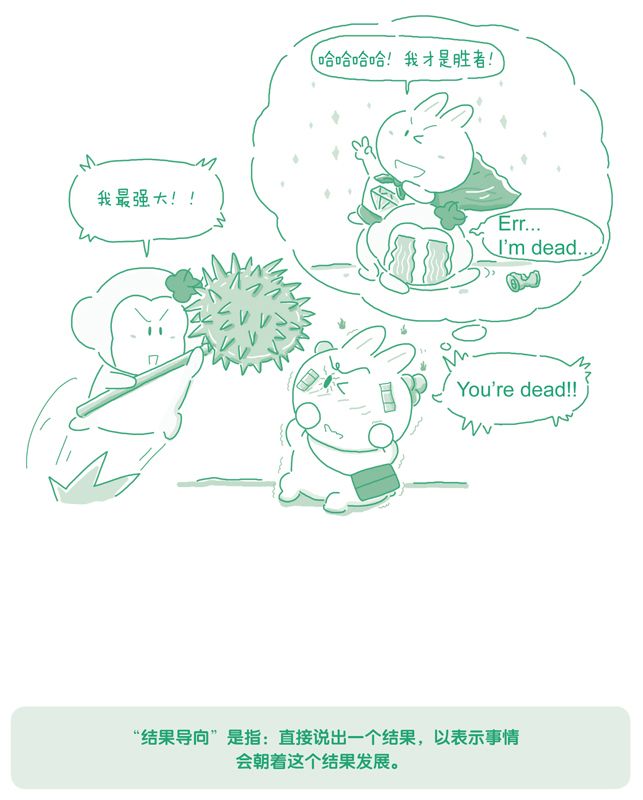 哈哈哈哈！我才是胜者！
我最强大！！
Err...
I'm dead...
You're dead!!
“结果导向”是指：直接说出一个结果，以表示事情
会朝着这个结果发展。